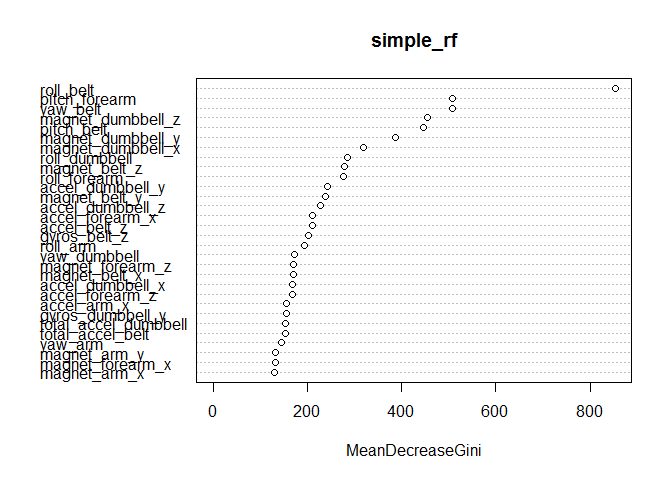 simple_rf
roll_belt
pitch_forearm
yaw_belt
magnet_dumbbell_z
pitch_belt
magnet_dumbbell_y
magnet_dumbbell_x
roll_dumbbell
magnet_belt_z
roll_forearm
accel_dumbbell_y
magnet_belt_y
accel_dumbbell_z
accel_forearm_x
accel_belt_z
gyros_belt_z
roll_arm
yaw_dumbbell
magnet_forearm_z
magnet_belt_x
accel_dumbbell_x
accel_forearm_z
accel_arm_x
gyros_dumbbell_y
total_accel_dumbbell
total_accel_belt
yaw_arm
magnet_arm_y
magnet_forearm_x
magnet_arm_x
0 200 400 600 800
MeanDecreaseGini